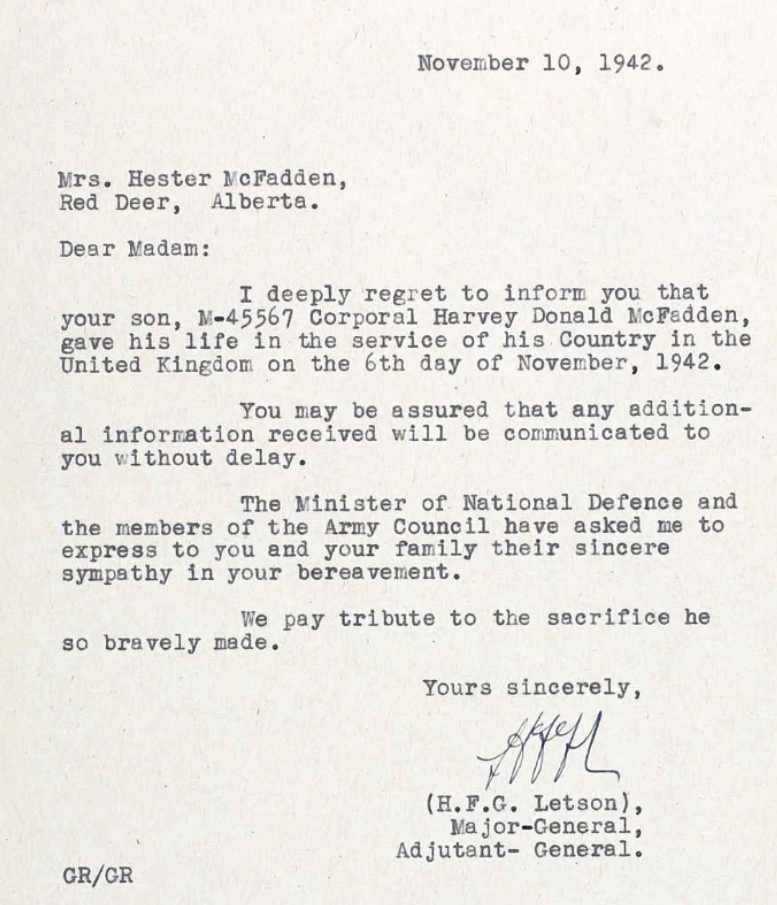 November 10, 1942.
Mrs. Hester McFadden,
Red Deer, Alberta.
Dear Madam:
I deeply regret to inform you that
your son, M-45567 Corporal Harvey Donald McFadden,
gave his life in the service of his Country in the
United Kingdom on the 6th day of November, 1942.
You may be assured that any addition-
al information received will be communicated to
you without delay.
The Minister of National Defence and
the members of the Army Council have asked me to
express to you and your family their sincere
sympathy in your bereavement.
We pay tribute to the sacrifice he
so bravely made.
Yours sincerely,
(H.F.G. Letson),
Major-General,
Adjutant- General.
GR/GR